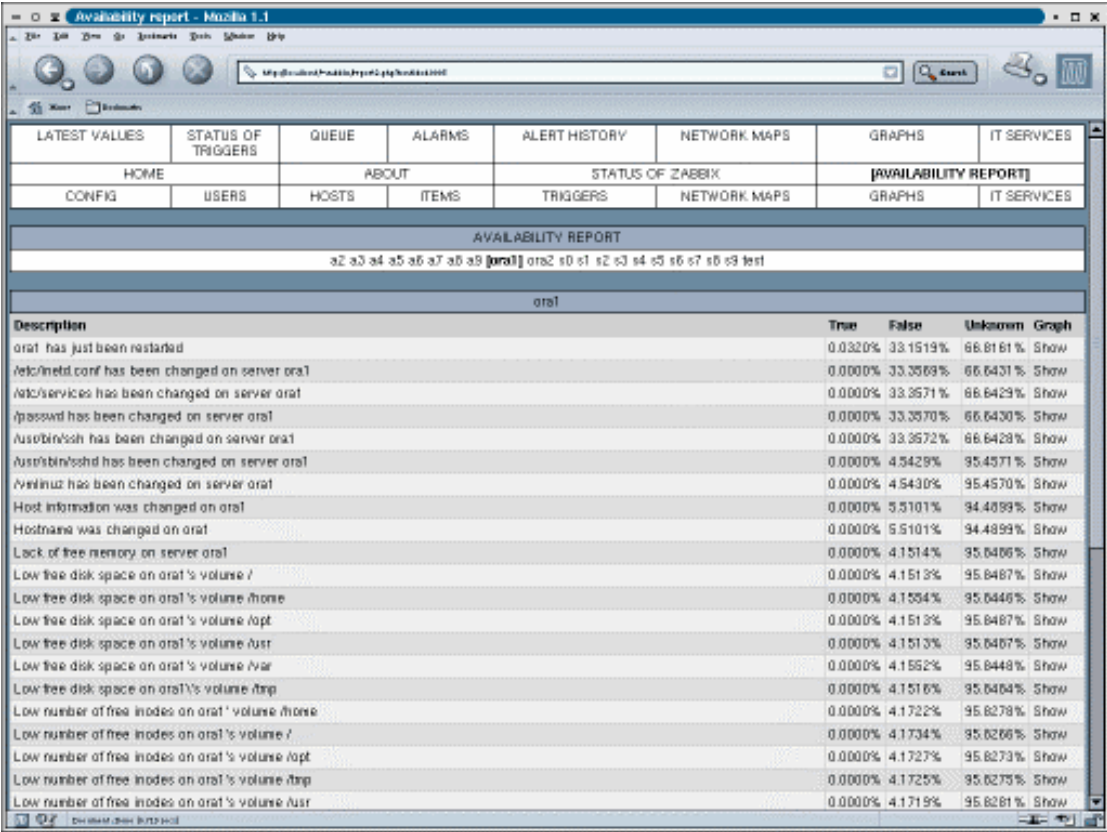 Availability report - Mozilla 1.1
File Edit View Go Bookmarks Tools Window Help
Search
Home Bookmarks
LATEST VALUES STATUS OF TRIGGERS QUEUE ALARMS ALERT HISTORY NETWORK MAPS GRAPHS IT SERVICES
HOME ABOUT STATUS OF ZABBIX [AVAILABILITY REPORT]
CONFIG USERS HOSTS ITEMS TRIGGERS NETWORK MAPS GRAPHS IT SERVICES
AVAILABILITY REPORT
a2 a3 a4 a5 a6 a7 a8 a9 [ora1] ora2 s0 s1 s2 s3 s4 s5 s6 s7 s8 s9 test
ora1
Description True False Unknown Graph
ora1 has just been restarted 0.0320% 33.1519% 66.8161% Show
/etc/inetd.conf has been changed on server ora1 0.0000% 33.3569% 66.6431% Show
/etc/services has been changed on server ora1 0.0000% 33.3571% 66.6429% Show
/passwd has been changed on server ora1 0.0000% 33.3570% 66.6430% Show
/usr/bin/ssh has been changed on server ora1 0.0000% 33.3572% 66.6428% Show
/usr/sbin/sshd has been changed on server ora1 0.0000% 4.5429% 95.4571% Show
/vmlinuz has been changed on server ora1 0.0000% 4.5430% 95.4570% Show
Host information was changed on ora1 0.0000% 5.5101% 94.4899% Show
Hostname was changed on ora1 0.0000% 5.5101% 94.4899% Show
Lack of free memory on server ora1 0.0000% 4.1514% 95.8486% Show
Low free disk space on ora1's volume / 0.0000% 4.1513% 95.8487% Show
Low free disk space on ora1's volume /home 0.0000% 4.1554% 95.8446% Show
Low free disk space on ora1's volume /opt 0.0000% 4.1513% 95.8487% Show
Low free disk space on ora1's volume /usr 0.0000% 4.1513% 95.8487% Show
Low free disk space on ora1's volume /var 0.0000% 4.1552% 95.8448% Show
Low free disk space on ora1\'s volume /tmp 0.0000% 4.1516% 95.8484% Show
Low number of free inodes on ora1 ' volume /home 0.0000% 4.1722% 95.8278% Show
Low number of free inodes on ora1's volume / 0.0000% 4.1734% 95.8266% Show
Low number of free inodes on ora1's volume /opt 0.0000% 4.1727% 95.8273% Show
Low number of free inodes on ora1's volume /tmp 0.0000% 4.1725% 95.8275% Show
Low number of free inodes on ora1's volume /usr 0.0000% 4.1719% 95.8281% Show